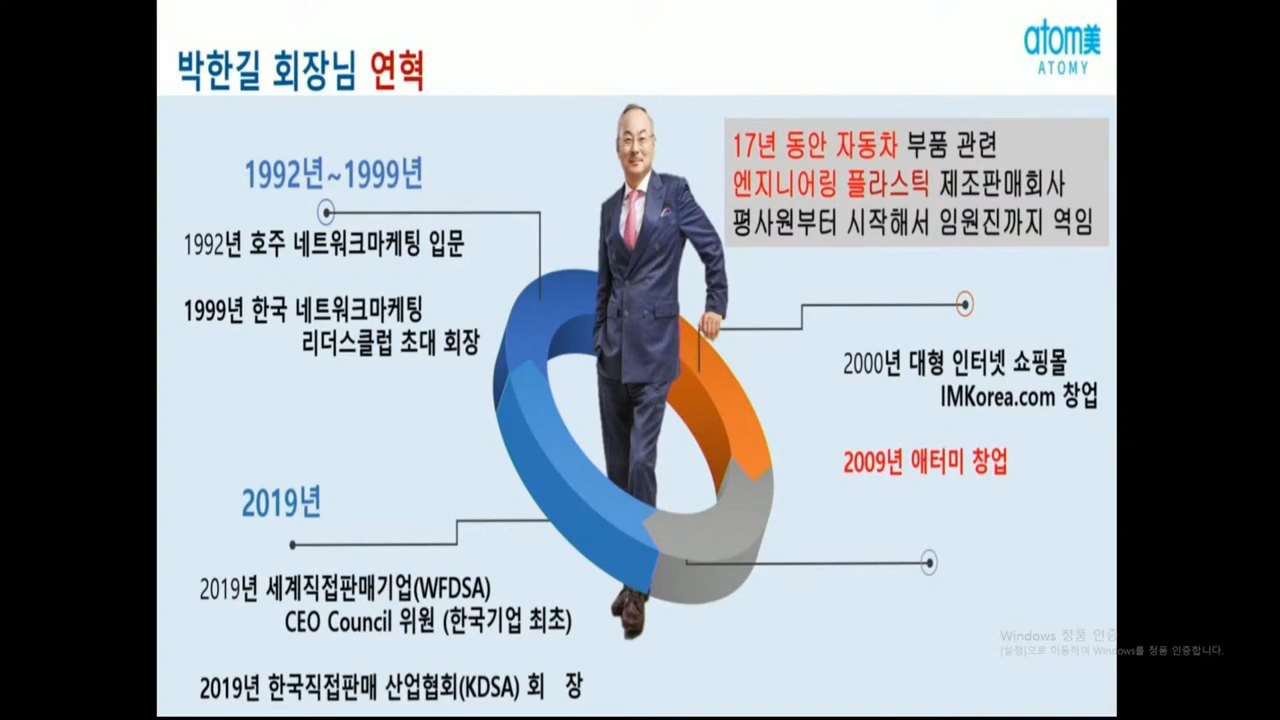 박한길 회장님 연혁
atom美
ATOMY
1992년~1999년
1992년 호주 네트워크마케팅 입문
1999년 한국 네트워크마케팅
리더스클럽 초대 회장
17년 동안 자동차 부품 관련
엔지니어링 플라스틱 제조판매회사
평사원부터 시작해서 임원진까지 역임
2000년 대형 인터넷 쇼핑몰
IMKorea.com 창업
2009년 애터미 창업
2019년
2019년 세계직접판매기업(WFDSA)
CEO Council 위원 (한국기업 최초)
2019년 한국직접판매 산업협회(KDSA) 회 장
Windows 정품 인증
[설정]으로 이동하여 Windows를 정품 인증합니다.